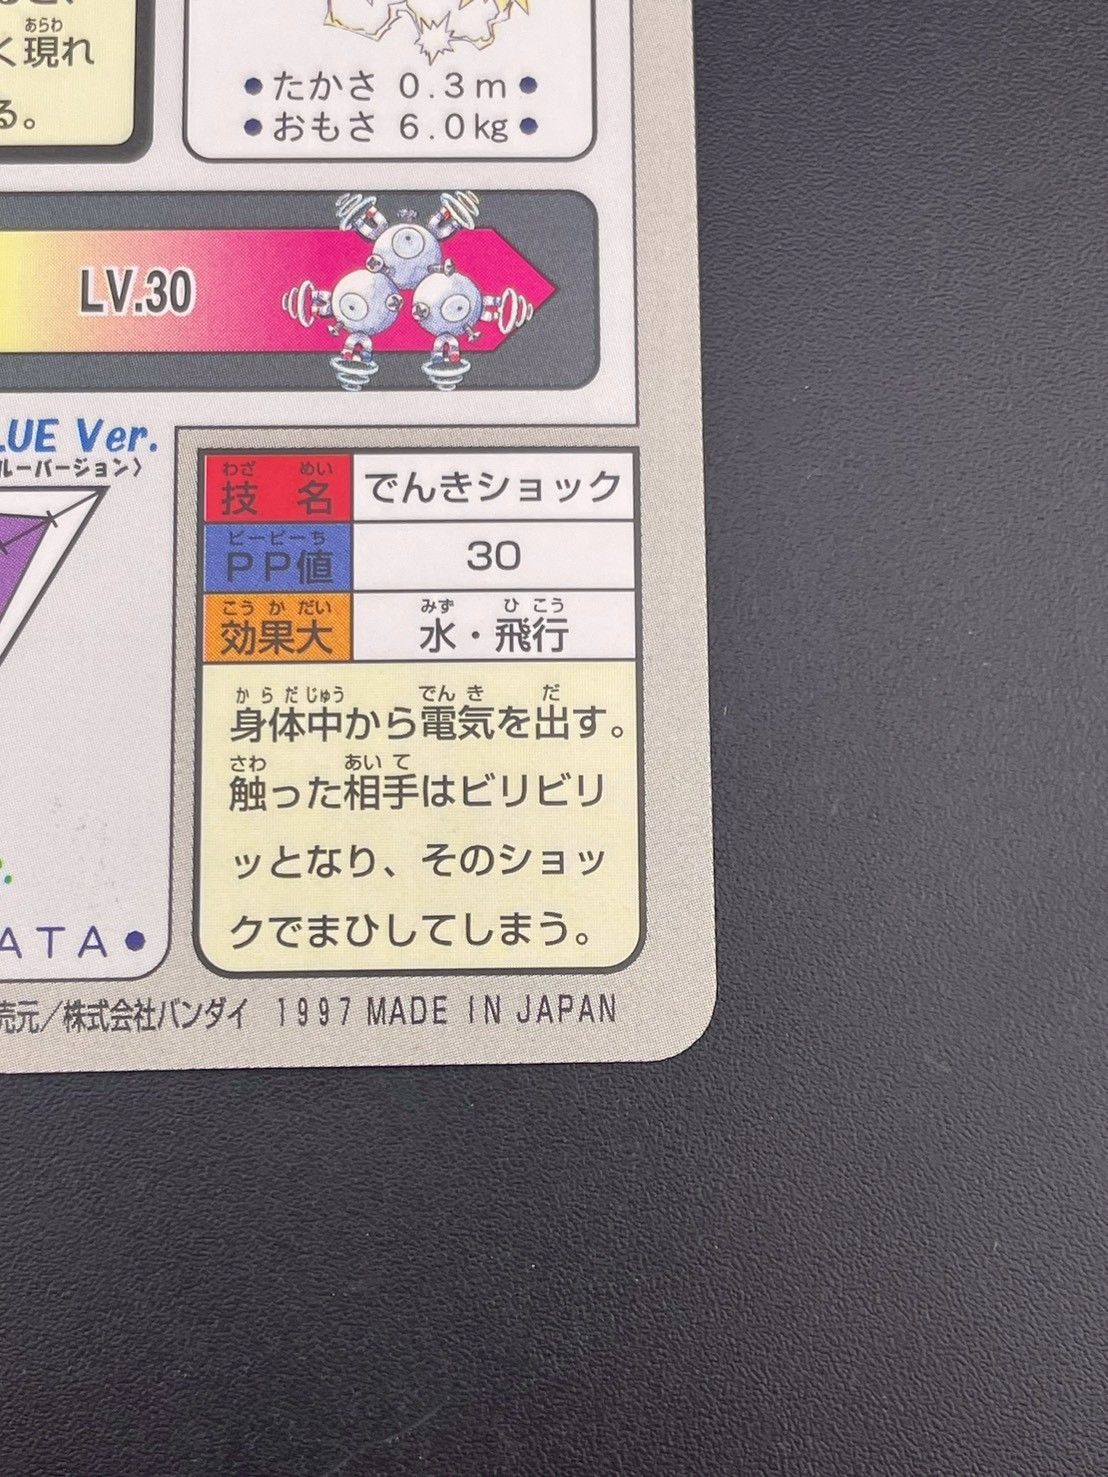 く現れ
あらわ
る。
●たかさ 0.3m●
●おもさ 6.0kg●
LV.30
LUE Ver.
ルーバージョン〉
わざ めい
技 名
でんきショック
ピーピーち
PP値
30
こうかだい
効果大
みず ひこう
水・飛行
からだじゅう でんき だ
身体中から電気を出す。
さわ あいて
触った相手はビリビリ
ッとなり、そのショッ
クでまひしてしまう。
ATA●
売元／株式会社バンダイ 1997 MADE IN JAPAN